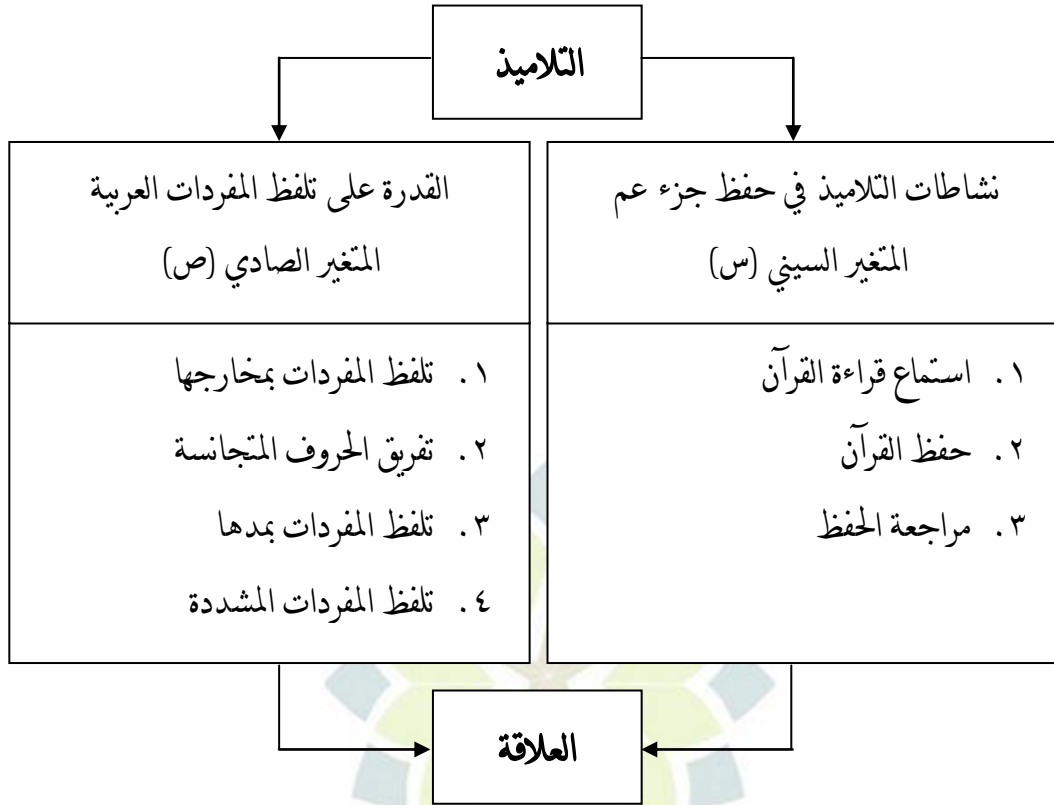 التلاميذ
نشاطات التلاميذ في حفظ جزء عم
المتغير السيني (س)
١. استماع قراءة القرآن
٢. حفظ القرآن
٣. مراجعة الحفظ
القدرة على تلفظ المفردات العربية
المتغير الصادي (ص)
١. تلفظ المفردات بمخارجها
٢. تفريق الحروف المتجانسة
٣. تلفظ المفردات بمدها
٤. تلفظ المفردات المشددة
العلاقة